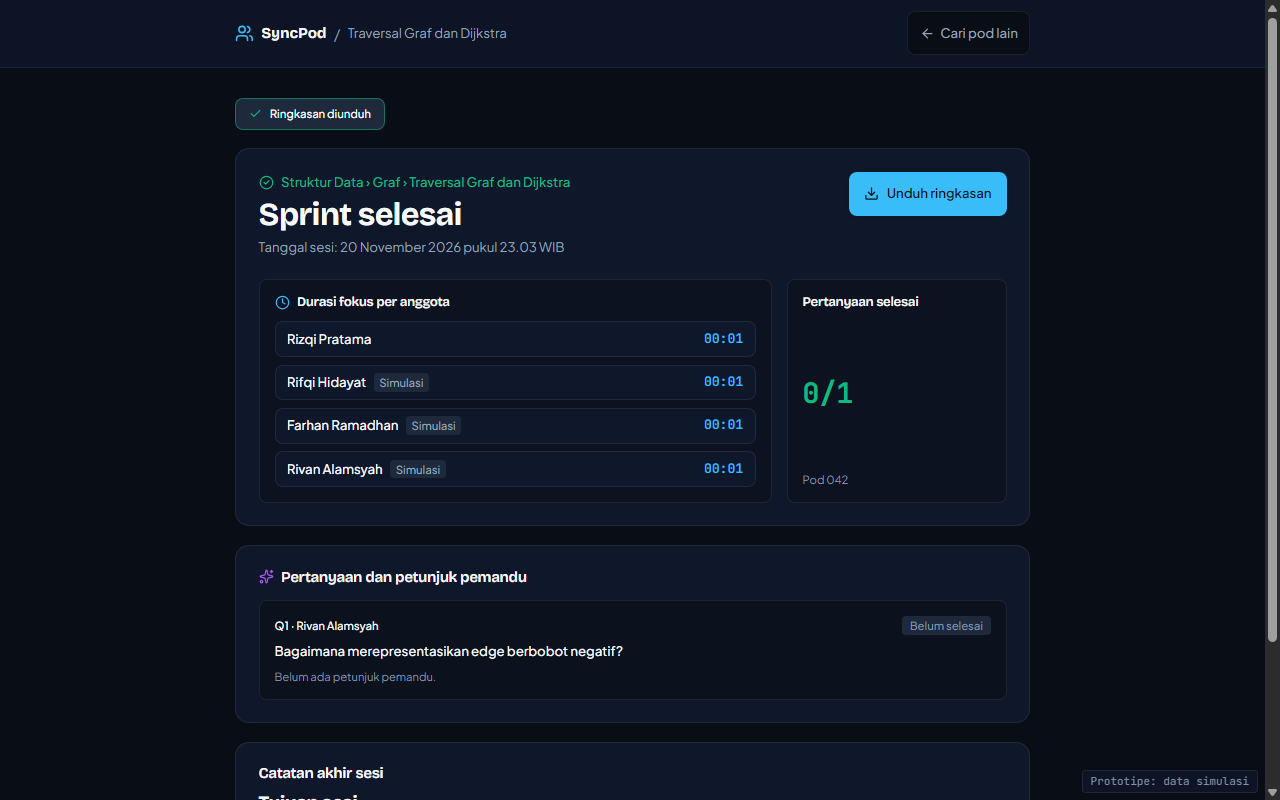 SyncPod / Traversal Graf dan Dijkstra
Cari pod lain
Ringkasan diunduh
Struktur Data › Graf › Traversal Graf dan Dijkstra
Sprint selesai
Tanggal sesi: 20 November 2026 pukul 23.03 WIB
Unduh ringkasan
Durasi fokus per anggota
Rizqi Pratama 00:01
Rifqi Hidayat Simulasi 00:01
Farhan Ramadhan Simulasi 00:01
Rivan Alamsyah Simulasi 00:01
Pertanyaan selesai
0/1
Pod 042
Pertanyaan dan petunjuk pemandu
Q1 · Rivan Alamsyah Belum selesai
Bagaimana merepresentasikan edge berbobot negatif?
Belum ada petunjuk pemandu.
Catatan akhir sesi
Tujuan sesi
Prototipe: data simulasi